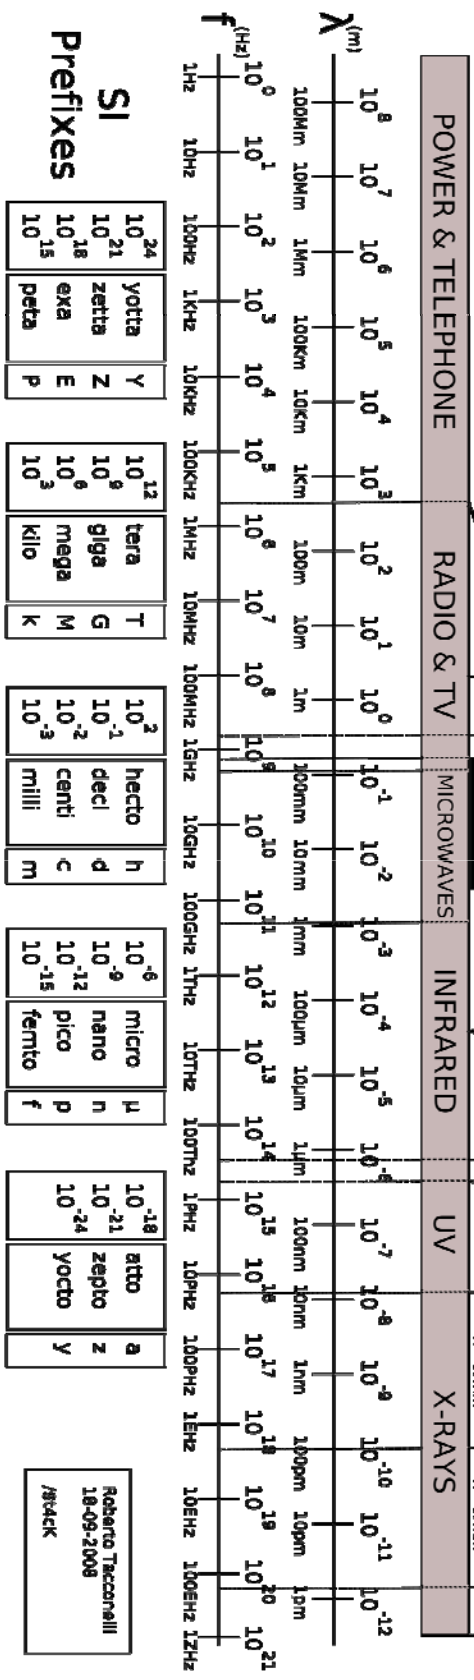 POWER & TELEPHONE RADIO & TV MICROWAVES INFRARED UV X-RAYS
λ(m)
10^8 10^7 10^6 10^5 10^4 10^3 10^2 10^1 10^0 10^-1 10^-2 10^-3 10^-4 10^-5 10^-6 10^-7 10^-8 10^-9 10^-10 10^-11 10^-12
100Mm 10Mm 1Mm 100Km 10Km 1Km 100m 10m 1m 100mm 10mm 1mm 100μm 10μm 1μm 100nm 10nm 1nm 100pm 10pm 1pm
f(Hz)
10^0 10^1 10^2 10^3 10^4 10^5 10^6 10^7 10^8 10^9 10^10 10^11 10^12 10^13 10^14 10^15 10^16 10^17 10^18 10^19 10^20 10^21
1Hz 10Hz 100Hz 1KHz 10KHz 100KHz 1MHz 10MHz 100MHz 1GHz 10GHz 100GHz 1THz 10THz 100Thz 1PHz 10PHz 100PHz 1EHz 10EHz 100EHz 1ZHz
SI
Prefixes
10^24 yotta Y
10^21 zetta Z
10^18 exa E
10^15 peta P
10^12 tera T
10^9 giga G
10^6 mega M
10^3 kilo k
10^2 hecto h
10^-1 deci d
10^-2 centi c
10^-3 milli m
10^-6 micro μ
10^-9 nano n
10^-12 pico p
10^-15 femto f
10^-18 atto a
10^-21 zepto z
10^-24 yocto y
Roberto Tacconelli
18-09-2008
/8t4cK